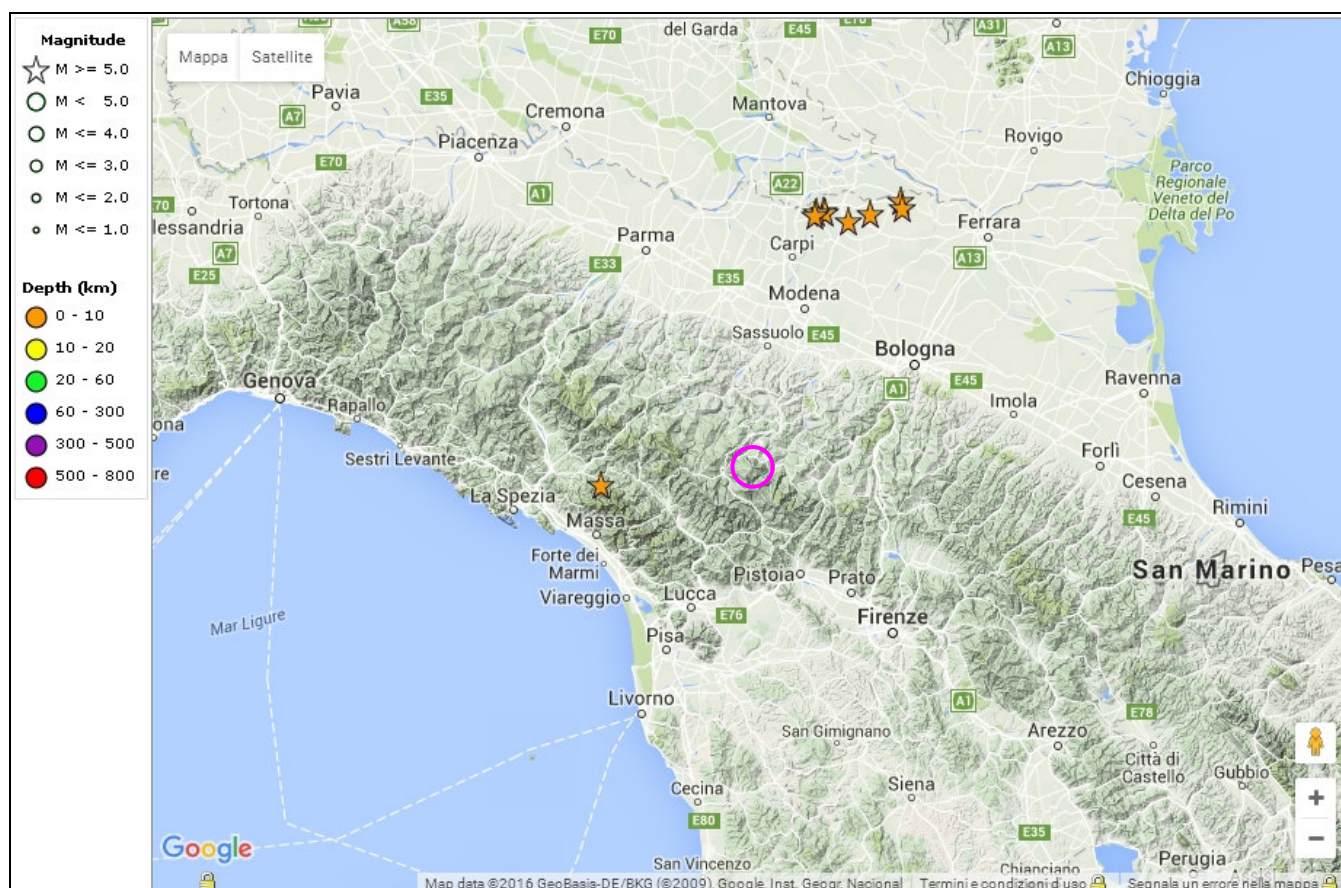 Magnitude
M >= 5.0
M < 5.0
M <= 4.0
M <= 3.0
M <= 2.0
M <= 1.0
Depth (km)
0 - 10
10 - 20
20 - 60
60 - 300
300 - 500
500 - 800
Mappa Satellite
A58
E70
del Garda
E45
E70
A31
A13
Chioggia
Pavia
E35
A7
Cremona
Mantova
Rovigo
Piacenza
E70
A1
A22
Parco
Regionale
Veneto del
Delta del Po
E70
Tortona
lessandria
A7
E25
Parma
E33
Carpi
E35
Ferrara
A13
Modena
Sassuolo
E45
Bologna
A1
E45
Ravenna
Genova
Rapallo
Imola
ona
Sestri Levante
Forlì
re
La Spezia
Cesena
Rimini
E45
Massa
Forte dei
Marmi
Pistoia
Prato
San Marino
Pesa
Viareggio
Lucca
E76
Firenze
Mar Ligure
Pisa
Livorno
A1
E78
San Gimignano
Arezzo
Città di
Castello
Gubbio
Cecina
Siena
E80
E35
+
−
Google
San Vincenzo
Chianciano
Perugia
Map data ©2016 GeoBasis-DE/BKG (©2009), Google, Inst. Geogr. Nacional Termini e condizioni d'uso Segnala un errore nella mappa